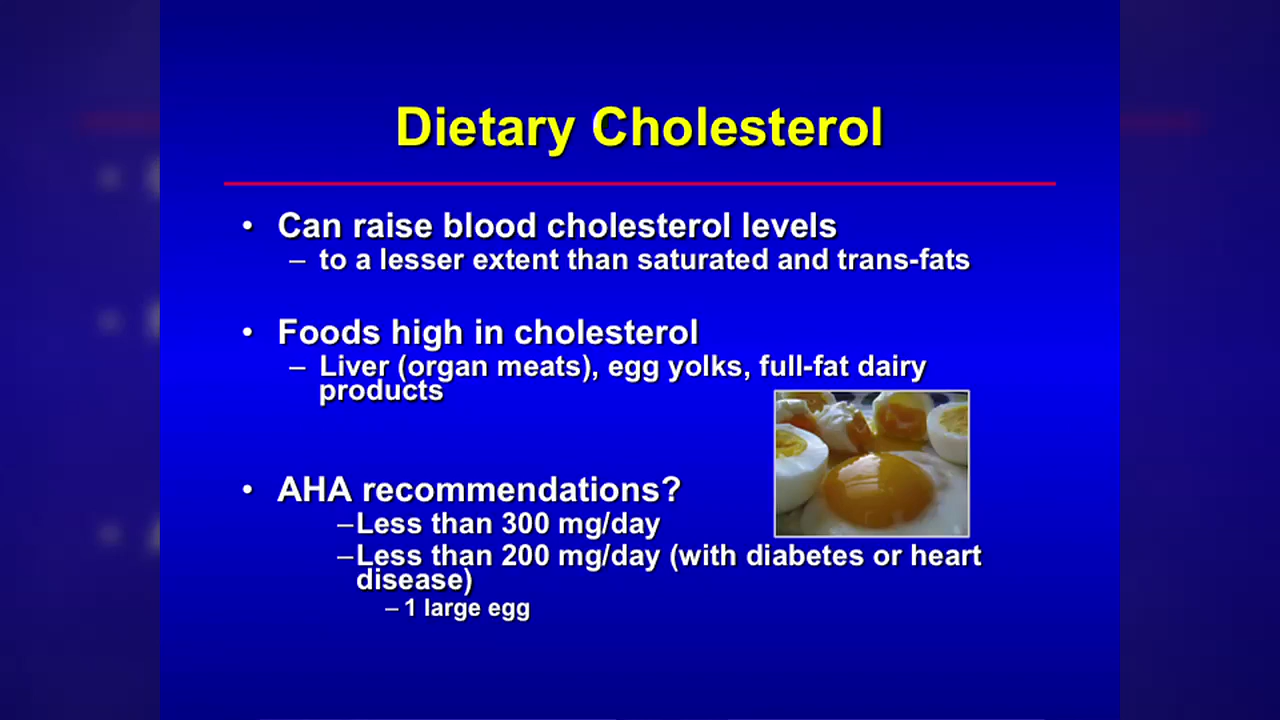 Dietary Cholesterol
• Can raise blood cholesterol levels
– to a lesser extent than saturated and trans-fats
• Foods high in cholesterol
– Liver (organ meats), egg yolks, full-fat dairy
products
• AHA recommendations?
–Less than 300 mg/day
–Less than 200 mg/day (with diabetes or heart
disease)
– 1 large egg